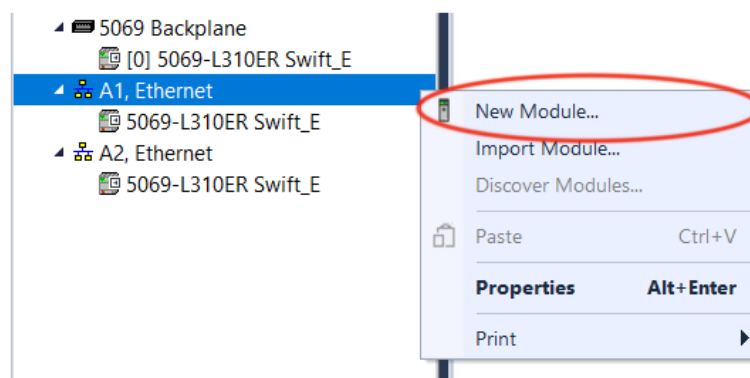 5069 Backplane
[0] 5069-L310ER Swift_E
A1, Ethernet
5069-L310ER Swift_E
A2, Ethernet
5069-L310ER Swift_E
New Module...
Import Module...
Discover Modules...
Paste Ctrl+V
Properties Alt+Enter
Print